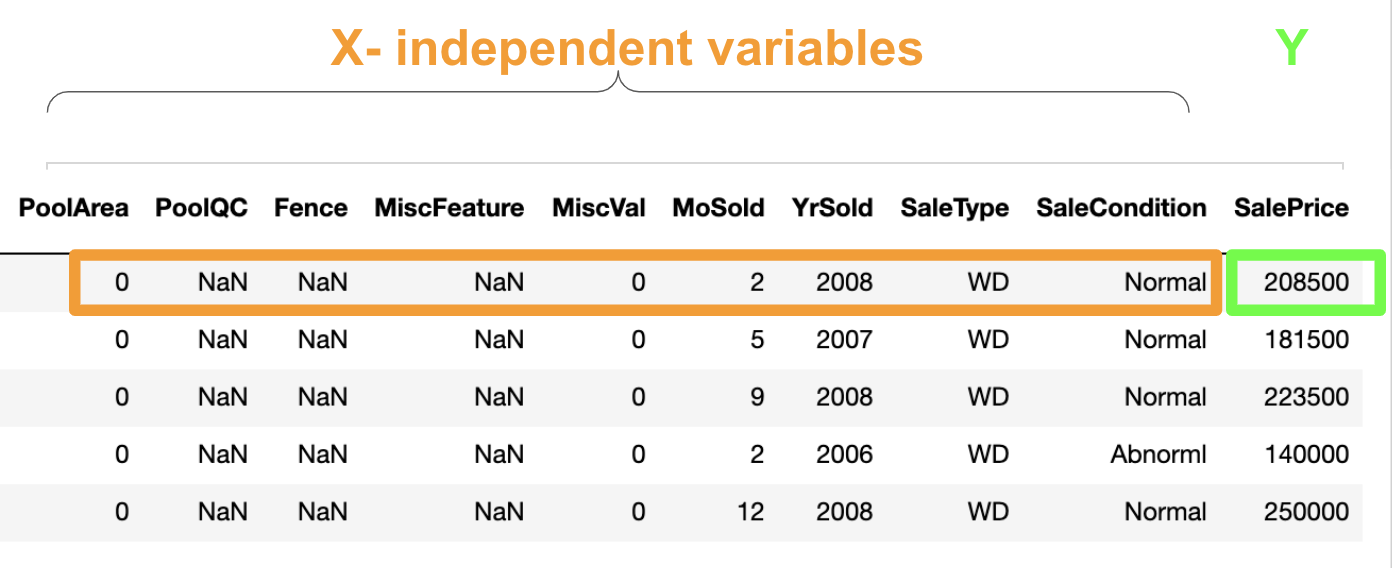 X- independent variables Y
PoolArea PoolQC Fence MiscFeature MiscVal MoSold YrSold SaleType SaleCondition SalePrice
0 NaN NaN NaN 0 2 2008 WD Normal 208500
0 NaN NaN NaN 0 5 2007 WD Normal 181500
0 NaN NaN NaN 0 9 2008 WD Normal 223500
0 NaN NaN NaN 0 2 2006 WD Abnorml 140000
0 NaN NaN NaN 0 12 2008 WD Normal 250000